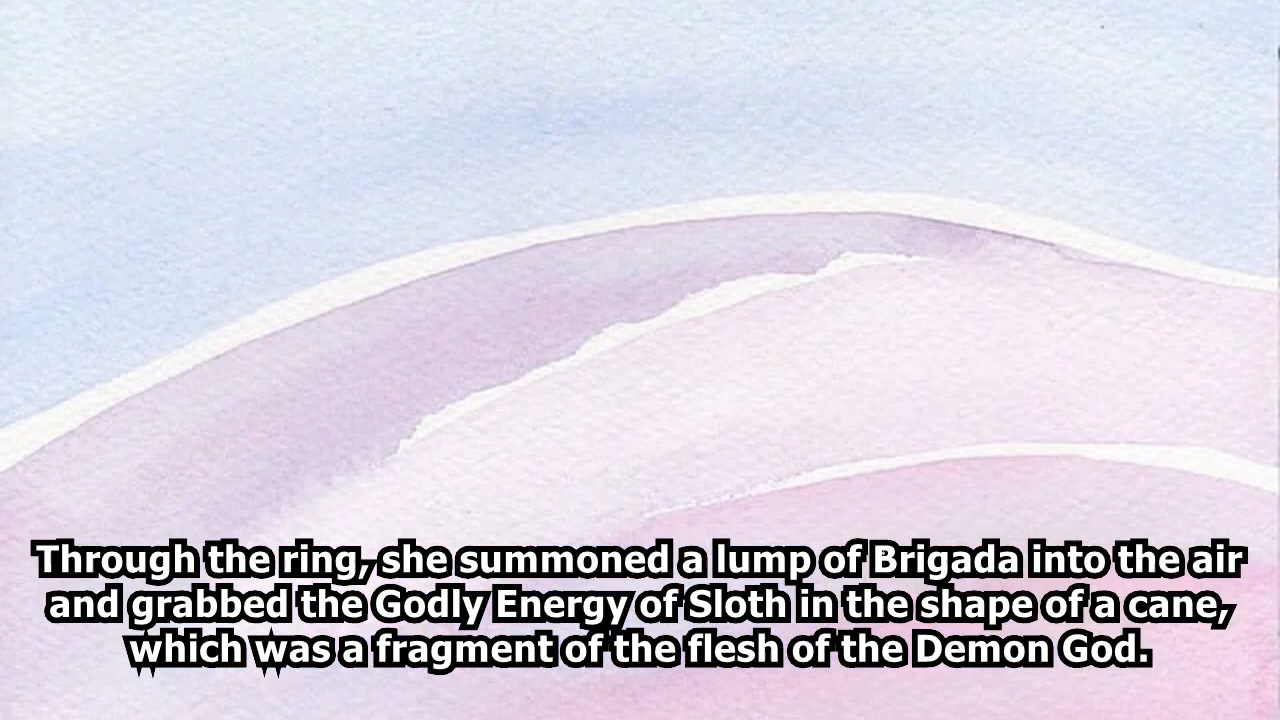 Through the ring, she summoned a lump of Brigada into the air
and grabbed the Godly Energy of Sloth in the shape of a cane,
which was a fragment of the flesh of the Demon God.